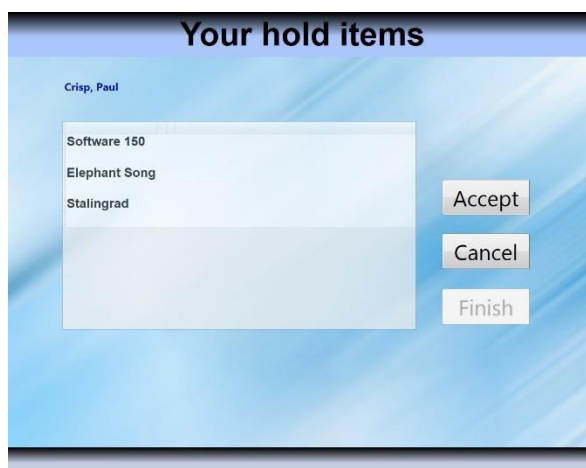 Your hold items
Crisp, Paul
Software 150
Elephant Song
Stalingrad
Accept
Cancel
Finish